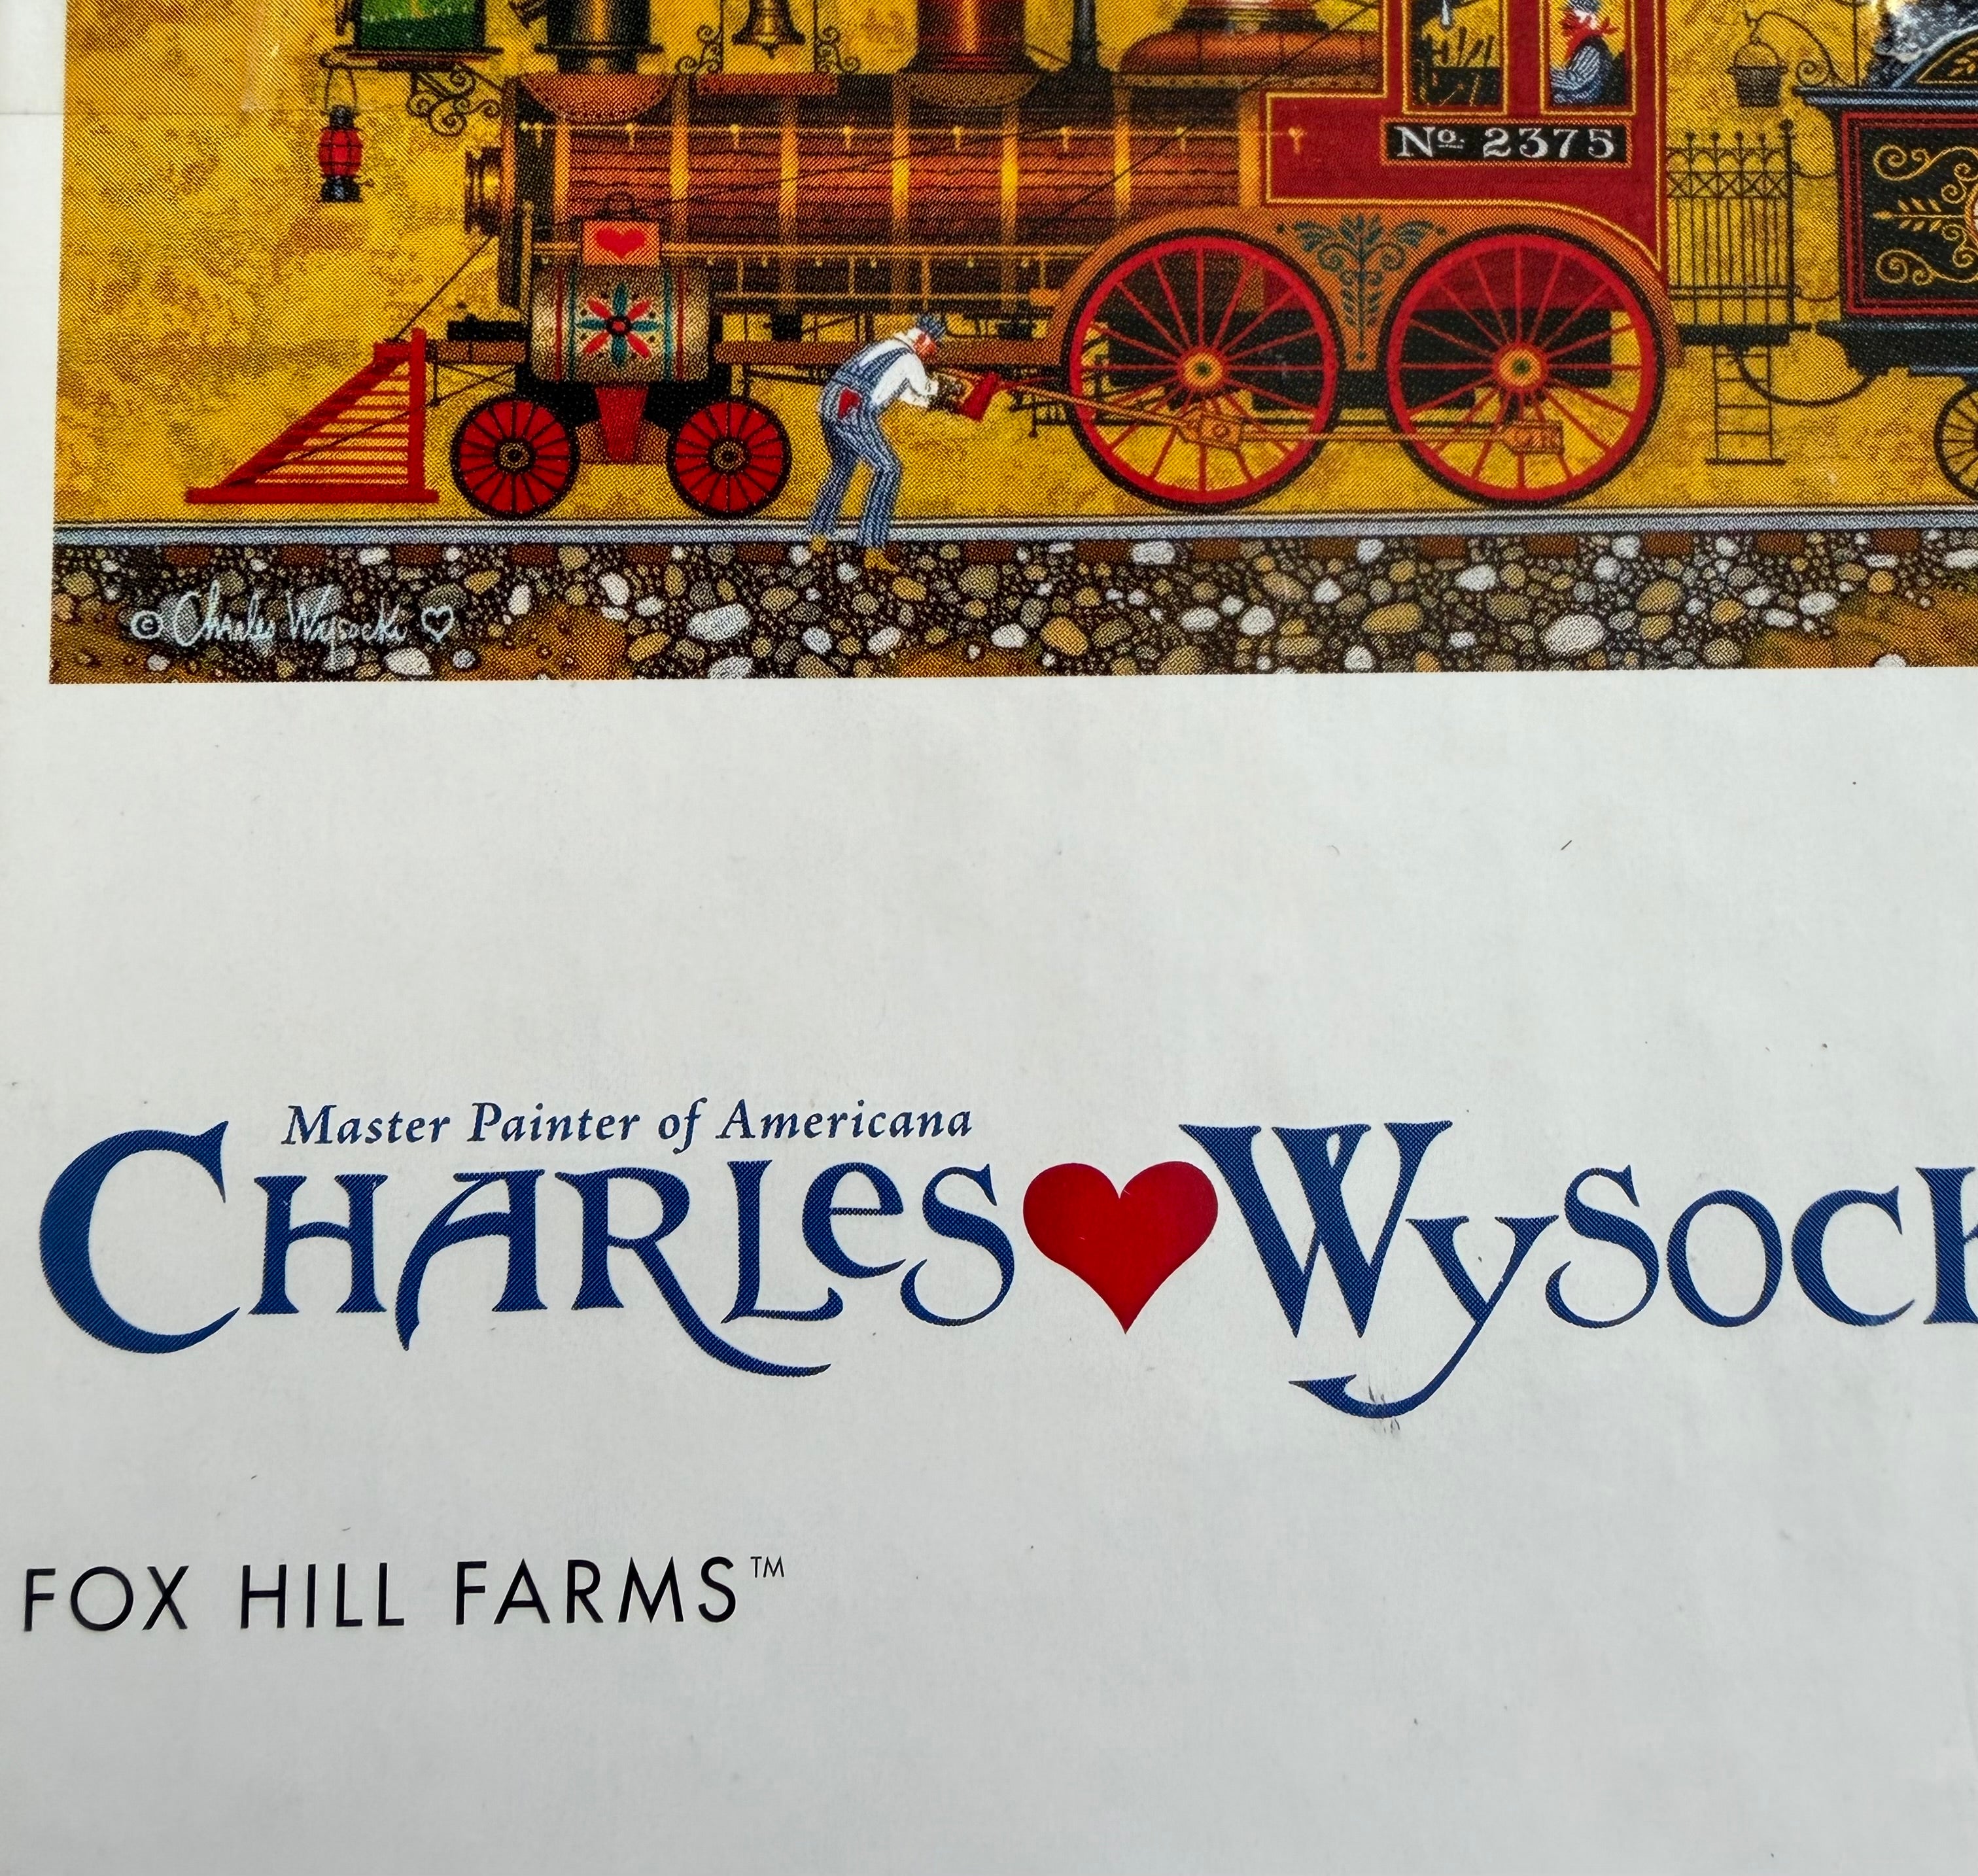 No. 2375
© Charles Wysocki
Master Painter of Americana
CHARLES WYSOCK
FOX HILL FARMS™